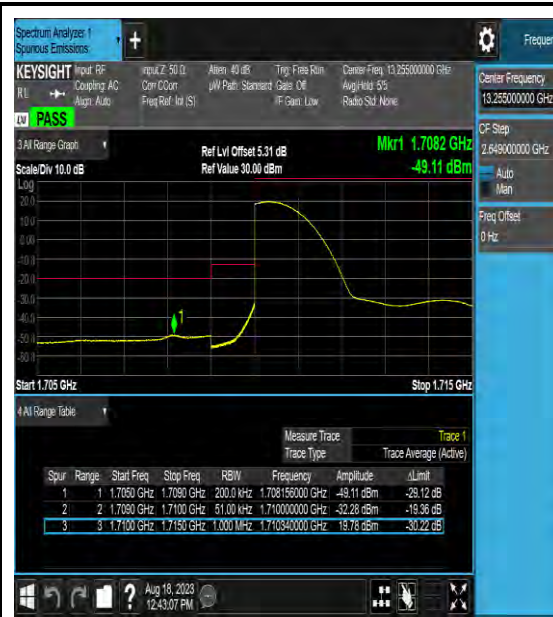 Spectrum Analyzer 1
Spurious Emissions
Frequen
KEYSIGHT Input: RF Input Z: 50 Ω Atten: 40 dB Trig: Free Run Center Freq: 13.255000000 GHz
RL Coupling: AC Corr CCorr µW Path: Standard Gate: Off Avg|Hold: 5/5
Align: Auto Freq Ref: Int (S) IF Gain: Low Radio Std: None
LW PASS
Center Frequency
13.255000000 GHz
CF Step
2.649000000 GHz
Auto
Man
Freq Offset
0 Hz
3 All Range Graph
Ref Lvl Offset 5.31 dB Mkr1 1.7082 GHz
Scale/Div 10.0 dB Ref Value 30.00 dBm -49.11 dBm
Log
20.0
10.0
0.00
-10.0
-20.0
-30.0
-40.0
-50.0
-60.0
1
Start 1.705 GHz Stop 1.715 GHz
4 All Range Table
Measure Trace Trace 1
Trace Type Trace Average (Active)
Spur Range Start Freq Stop Freq RBW Frequency Amplitude ΔLimit
1 1 1.7050 GHz 1.7090 GHz 200.0 kHz 1.708156000 GHz -49.11 dBm -29.12 dB
2 2 1.7090 GHz 1.7100 GHz 51.00 kHz 1.710000000 GHz -32.28 dBm -19.36 dB
3 3 1.7100 GHz 1.7150 GHz 1.000 MHz 1.710340000 GHz 19.78 dBm -30.22 dB
? Aug 18, 2023
12:43:07 PM